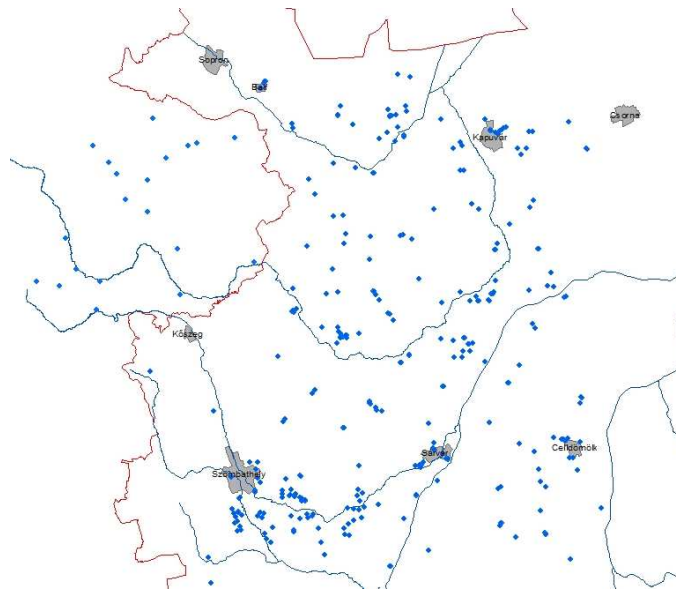 Sopron
Balf
Csorna
Kapuvár
Kőszeg
Sárvár
Celldömölk
Szombathely